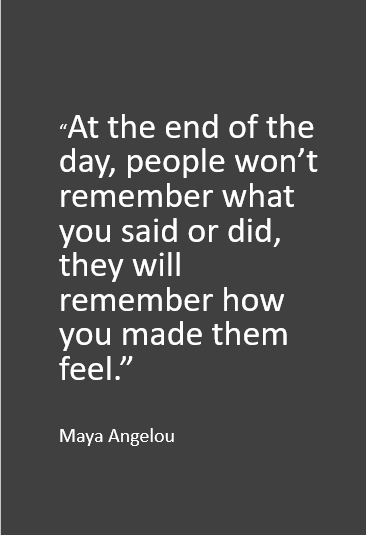 “At the end of the
day, people won’t
remember what
you said or did,
they will
remember how
you made them
feel.”
Maya Angelou